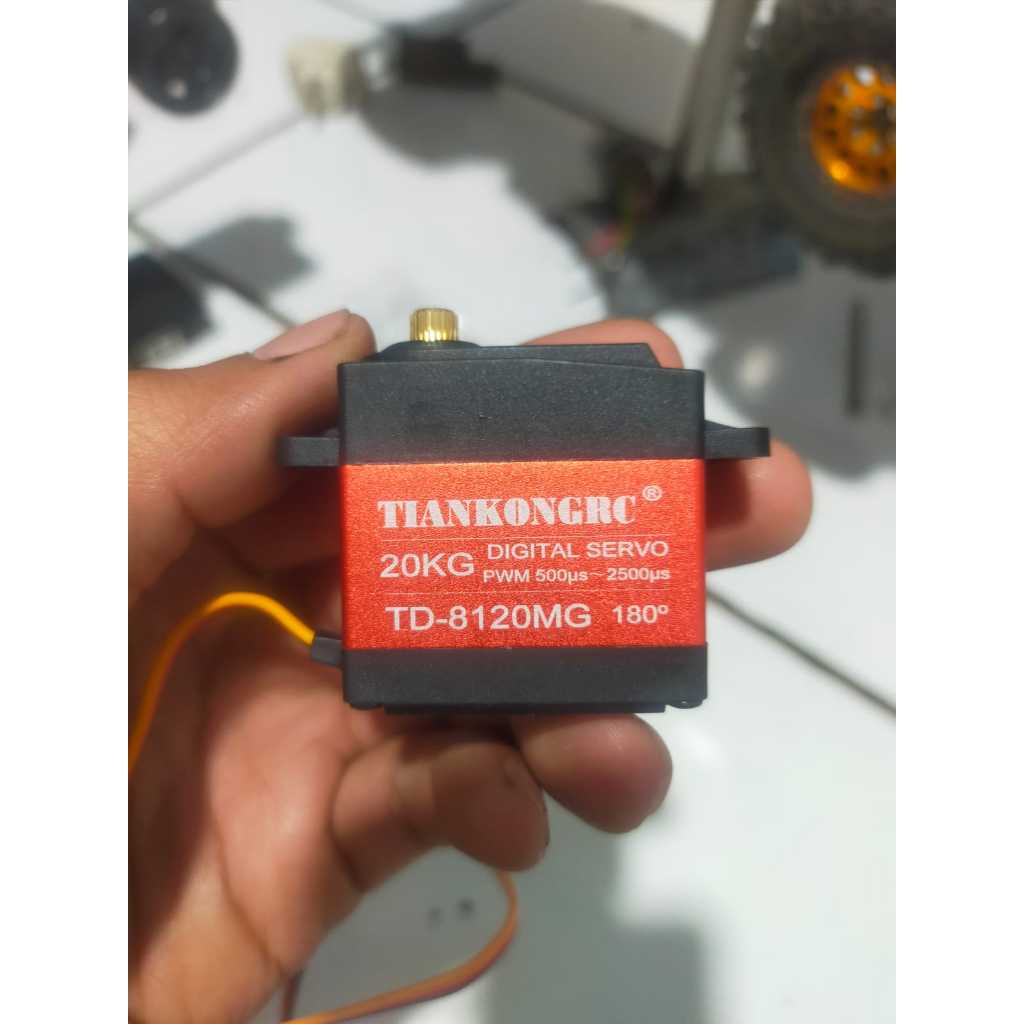 TIANKONGRC®
20KG DIGITAL SERVO
PWM 500µs~2500µs
TD-8120MG 180º